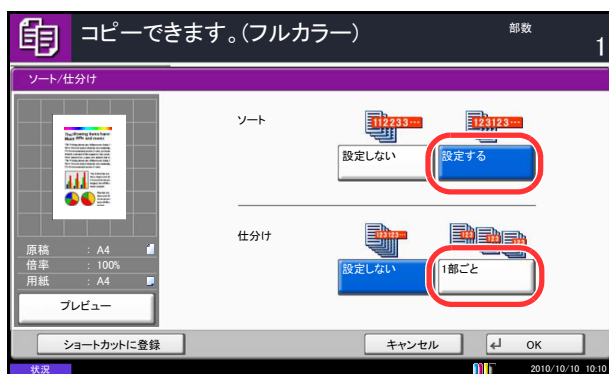 コピーできます。(フルカラー)
部数
1
ソート/仕分け
ソート
112233…
123123…
設定しない
設定する
仕分け
123123…
123 123 123
設定しない
1部ごと
原稿 : A4
倍率 : 100%
用紙 : A4
プレビュー
ショートカットに登録
キャンセル
OK
状況
2010/10/10 10:10